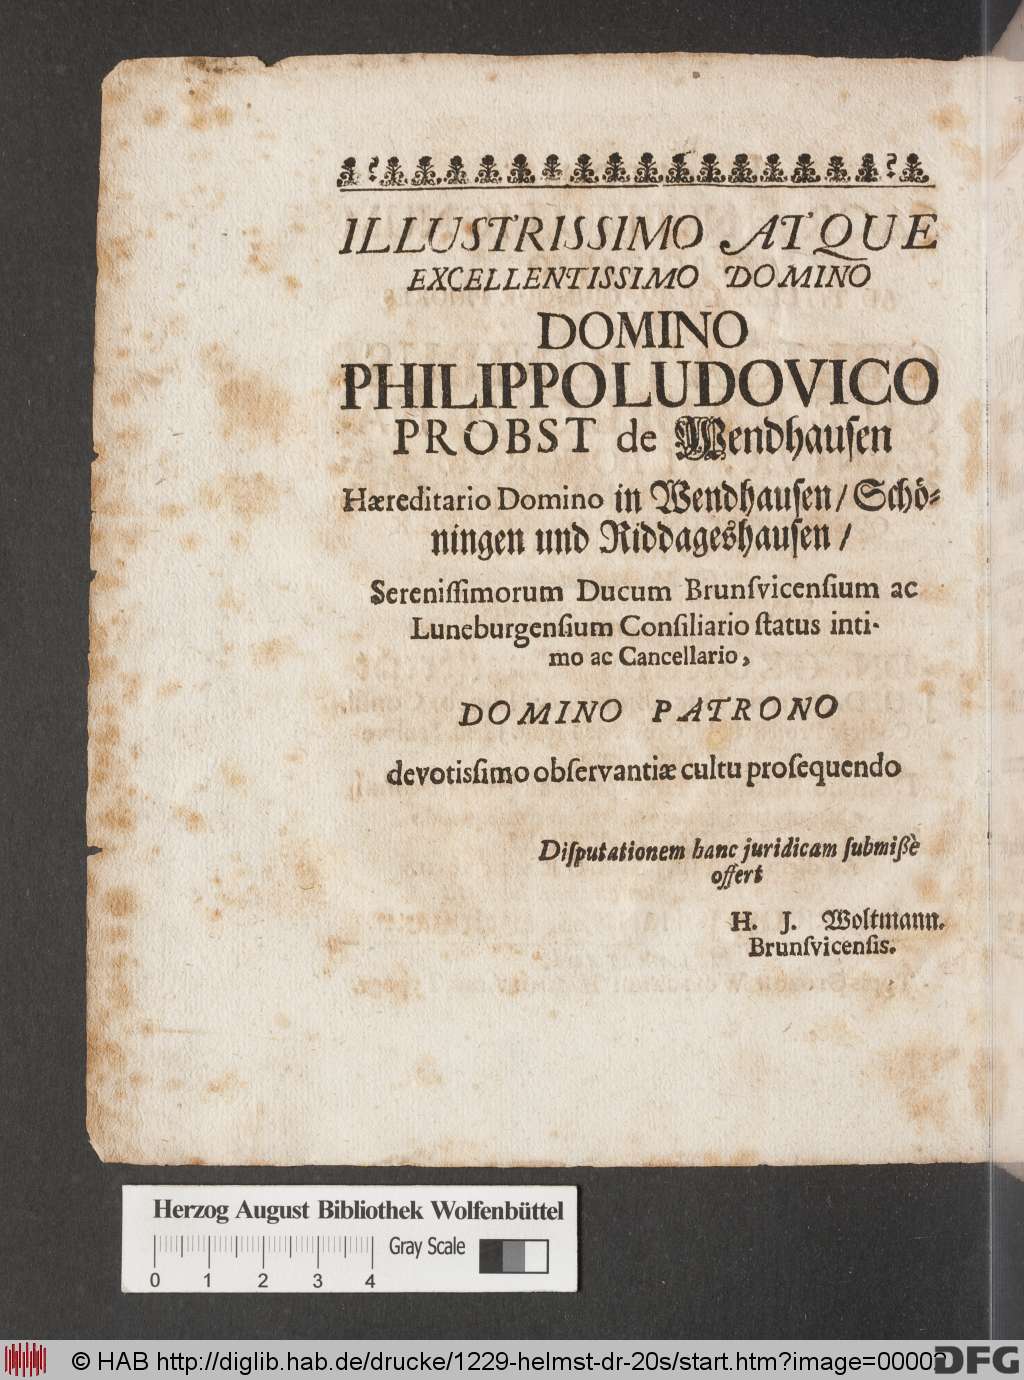 ILLUSTRISSIMO ATQUE
EXCELLENTISSIMO DOMINO
DOMINO
PHILIPPO LUDOVICO
PROBST de Wendhauſen
Hæreditario Domino in Wendhauſen/ Schö⸗
ningen und Riddageshauſen/
Sereniſſimorum Ducum Brunſvicenſium ac
Luneburgenſium Conſiliario ſtatus inti-
mo ac Cancellario,
DOMINO PATRONO
devotisſimo obſervantiæ cultu proſequendo
Diſputationem hanc juridicam ſubmißè
offert
H. J. Woltmann.
Brunſvicenſis.
Herzog August Bibliothek Wolfenbüttel
Gray Scale
0 1 2 3 4
© HAB http://diglib.hab.de/drucke/1229-helmst-dr-20s/start.htm?image=00002
DFG